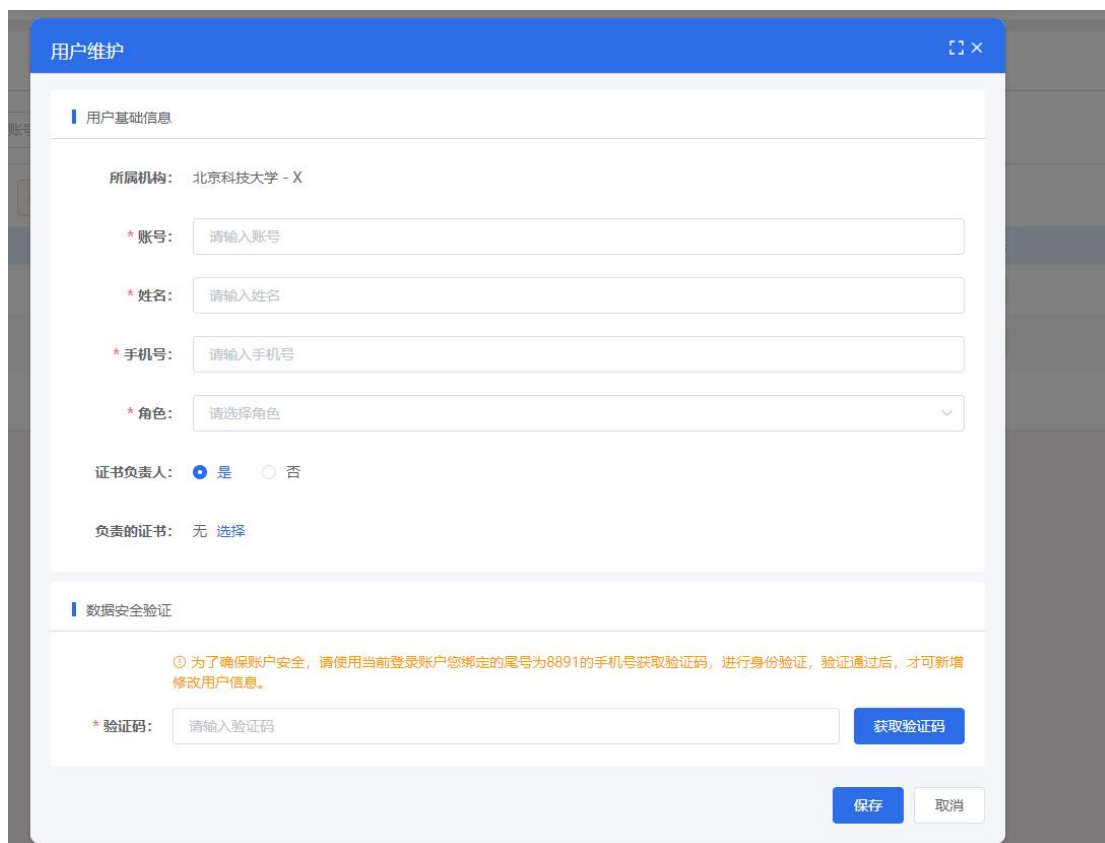 用户维护
用户基础信息
账号
所属机构： 北京科技大学 - X
* 账号： 请输入账号
* 姓名： 请输入姓名
* 手机号： 请输入手机号
* 角色： 请选择角色
证书负责人： 是 否
负责的证书： 无 选择
数据安全验证
为了确保账户安全，请使用当前登录账户您绑定的尾号为8891的手机号获取验证码，进行身份验证，验证通过后，才可新增
修改用户信息。
* 验证码： 请输入验证码 获取验证码
保存 取消